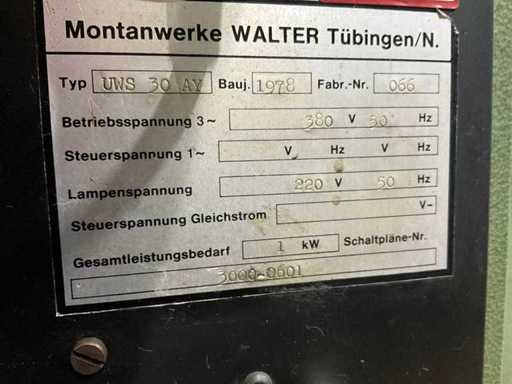 Montanwerke WALTER Tübingen/N.
Typ UWS 30 AY Bauj. 1978 Fabr.-Nr. 066
Betriebsspannung 3~ 380 V 50 Hz
Steuerspannung 1~ V Hz V Hz
Lampenspannung 220 V 50 Hz
Steuerspannung Gleichstrom V-
Gesamtleistungsbedarf 1 kW Schaltpläne-Nr.
3000-0601